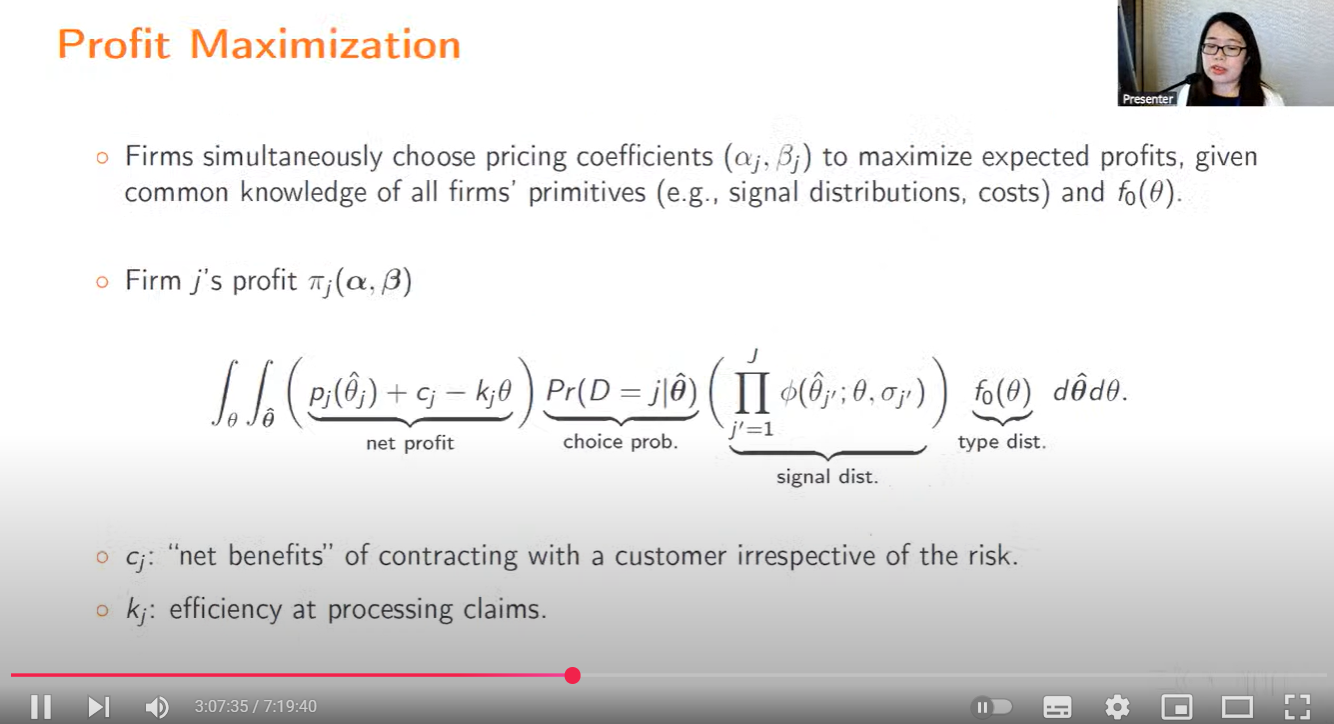 Profit Maximization
Presenter
○ Firms simultaneously choose pricing coefficients (αⱼ, βⱼ) to maximize expected profits, given
common knowledge of all firms' primitives (e.g., signal distributions, costs) and f₀(θ).
○ Firm j's profit πⱼ(α, β)
∫_θ ∫_θ̂ ( pⱼ(θ̂ⱼ) + cⱼ − kⱼθ ) Pr(D = j|θ̂) ( ∏_{j′=1}^{J} ϕ(θ̂ⱼ′; θ, σⱼ′) ) f₀(θ) dθ̂dθ.
net profit choice prob. type dist.
signal dist.
○ cⱼ: “net benefits” of contracting with a customer irrespective of the risk.
○ kⱼ: efficiency at processing claims.
3:07:35 / 7:19:40